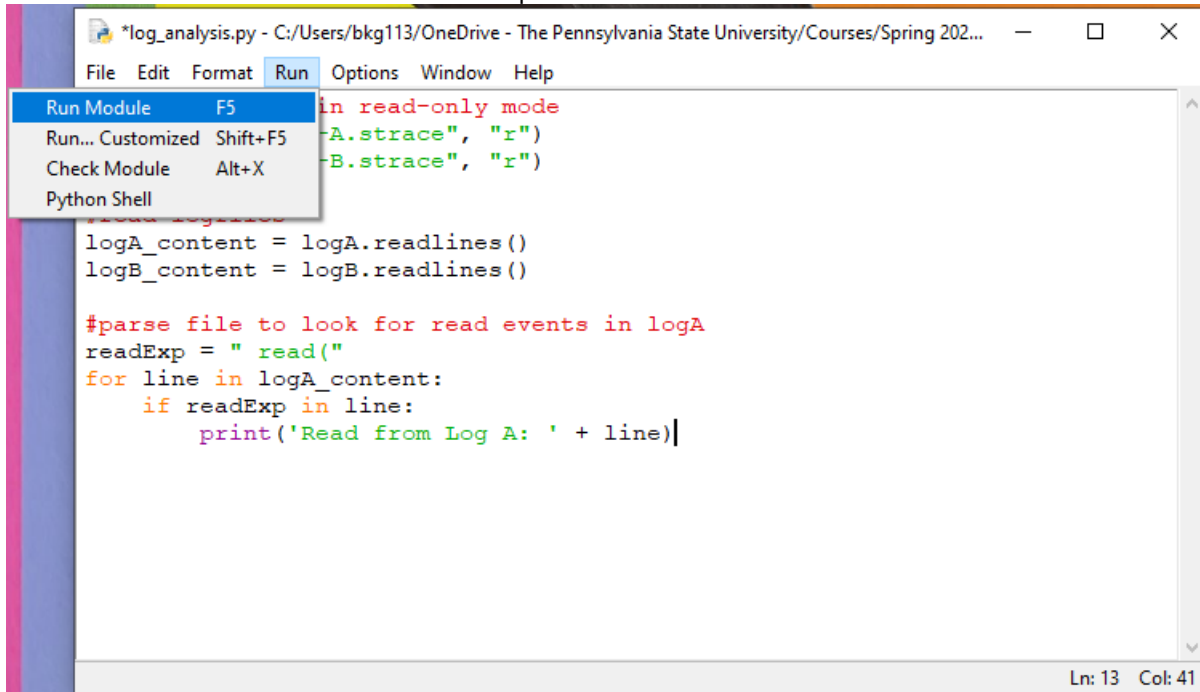 *log_analysis.py - C:/Users/bkg113/OneDrive - The Pennsylvania State University/Courses/Spring 202...
File Edit Format Run Options Window Help
Run Module F5
Run... Customized Shift+F5
Check Module Alt+X
Python Shell
in read-only mode
-A.strace", "r")
-B.strace", "r")
logA_content = logA.readlines()
logB_content = logB.readlines()
#parse file to look for read events in logA
readExp = " read("
for line in logA_content:
    if readExp in line:
        print('Read from Log A: ' + line)
Ln: 13 Col: 41